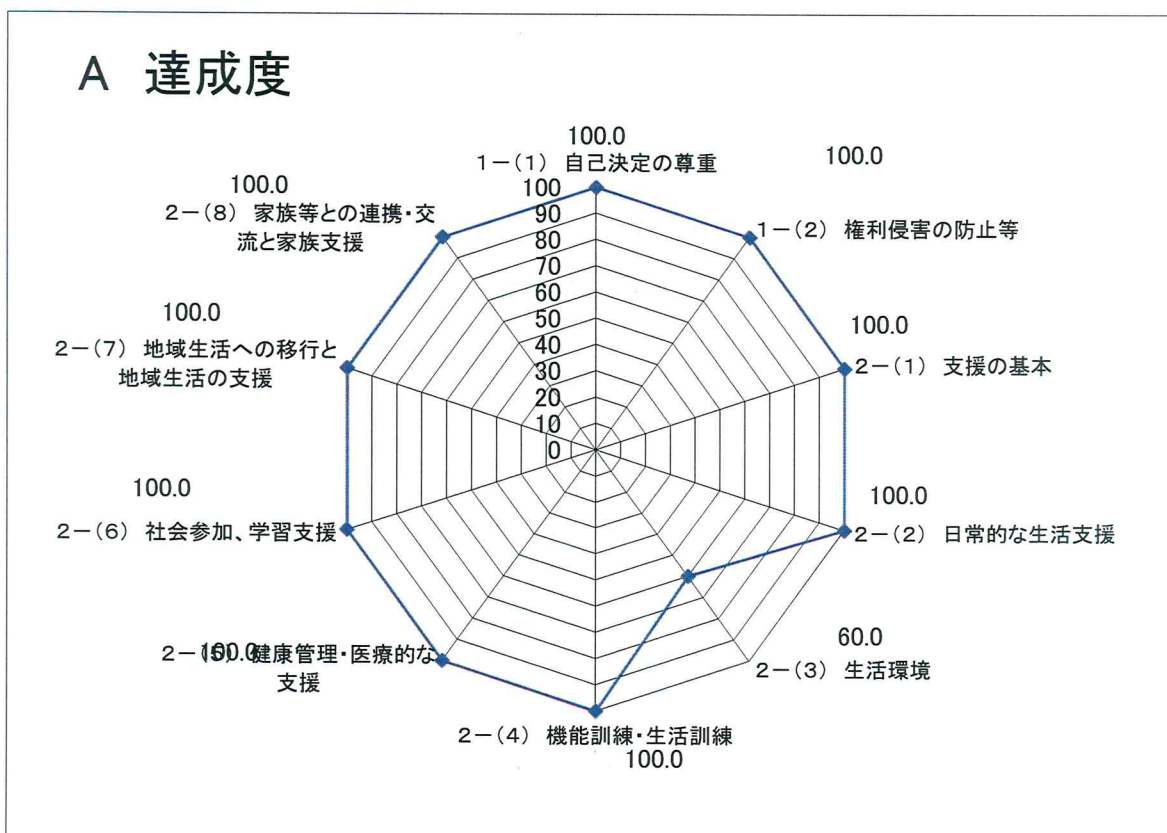 A 達成度
100.0
1－(1) 自己決定の尊重
100.0
1－(2) 権利侵害の防止等
100.0
2－(1) 支援の基本
100.0
2－(2) 日常的な生活支援
60.0
2－(3) 生活環境
2－(4) 機能訓練・生活訓練
100.0
100.0
2－(5) 健康管理・医療的な
支援
100.0
2－(6) 社会参加、学習支援
100.0
2－(7) 地域生活への移行と
地域生活の支援
100.0
2－(8) 家族等との連携・交
流と家族支援
100
90
80
70
60
50
40
30
20
10
0